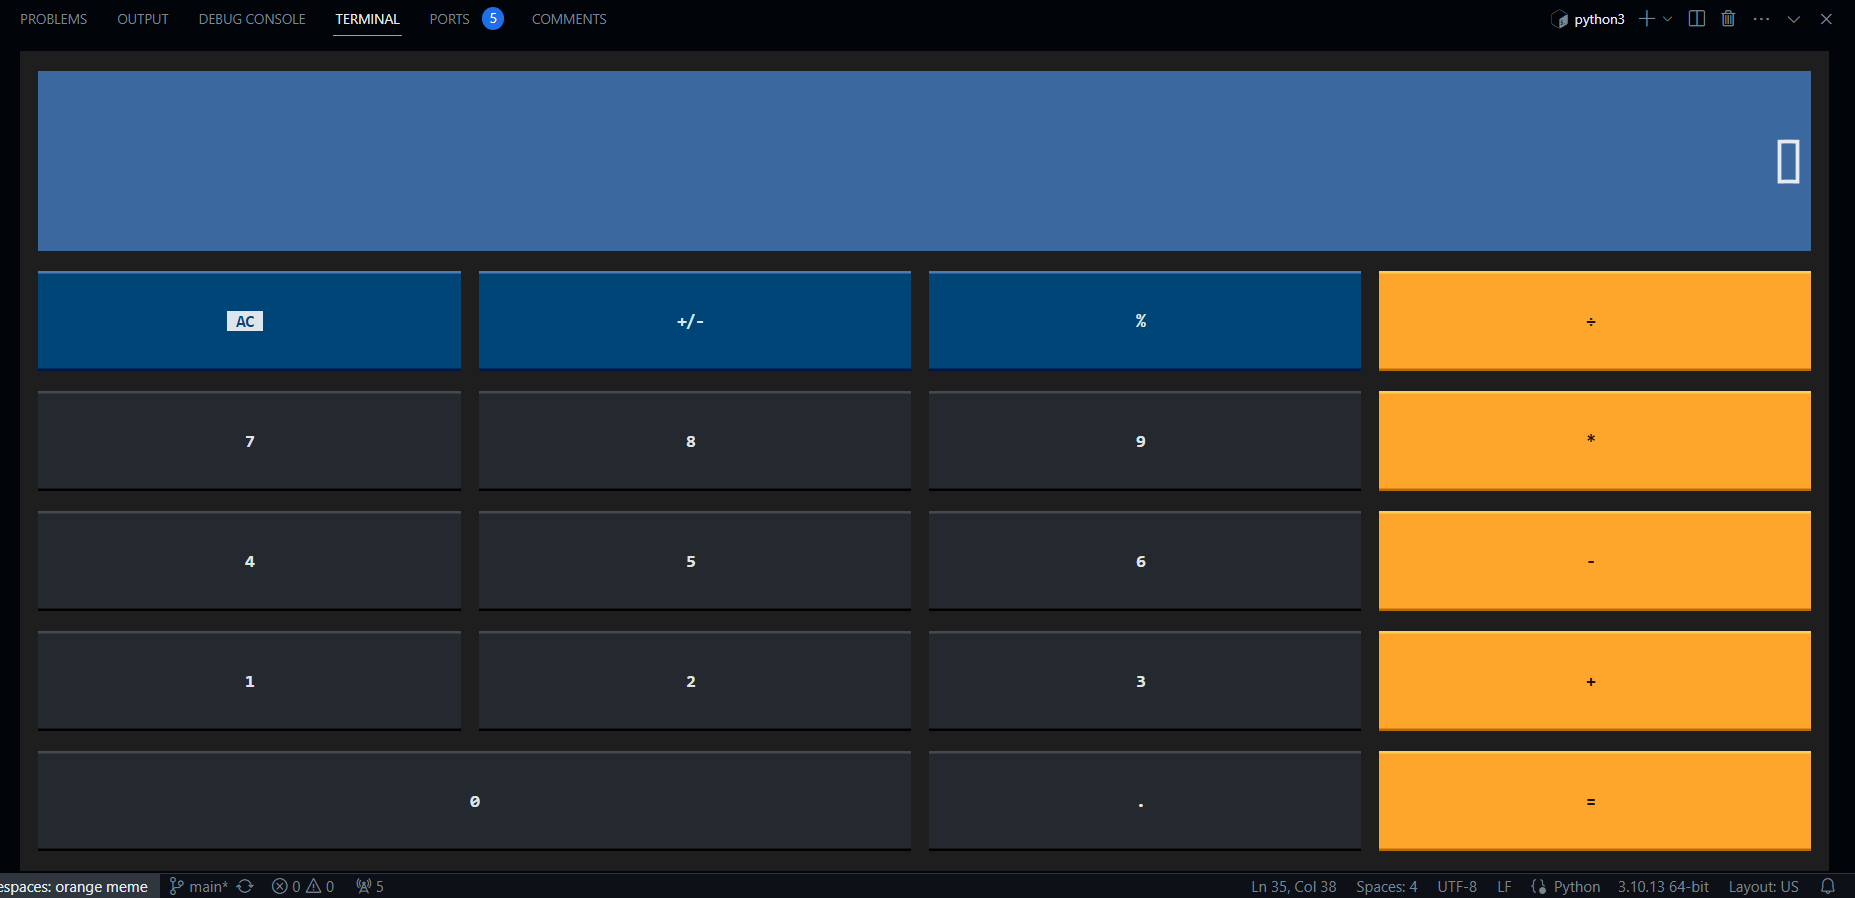 PROBLEMS OUTPUT DEBUG CONSOLE TERMINAL PORTS 5 COMMENTS python3
0
AC +/- % ÷
7 8 9 *
4 5 6 -
1 2 3 +
0 . =
espaces: orange meme main* 0 0 5 Ln 35, Col 38 Spaces: 4 UTF-8 LF Python 3.10.13 64-bit Layout: US